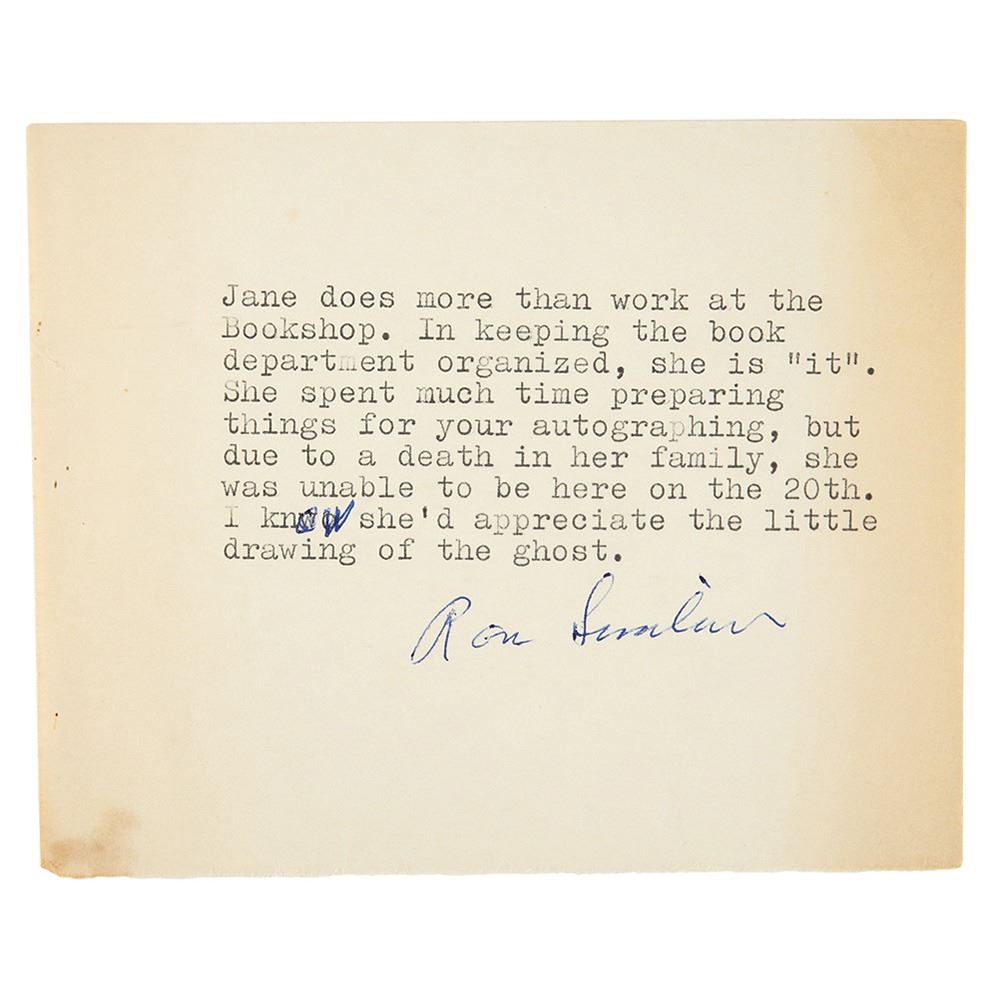 Jane does more than work at the
Bookshop. In keeping the book
department organized, she is "it".
She spent much time preparing
things for your autographing, but
due to a death in her family, she
was unable to be here on the 20th.
I know she'd appreciate the little
drawing of the ghost.
Ron